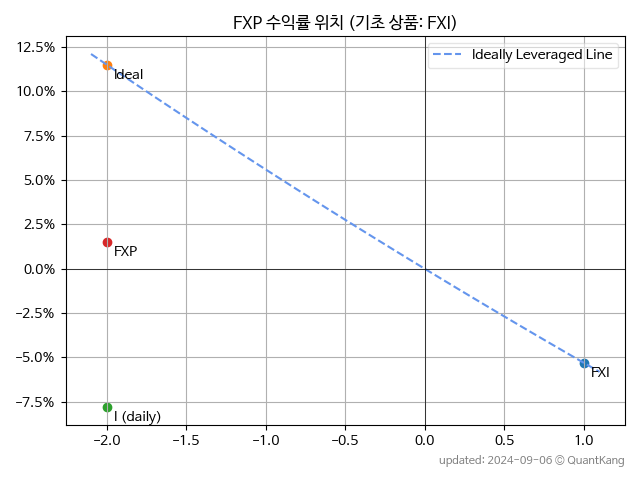 FXP 수익률 위치 (기초 상품: FXI)
Ideally Leveraged Line
12.5%
10.0%
7.5%
5.0%
2.5%
0.0%
−2.5%
−5.0%
−7.5%
Ideal
FXP
FXI
I (daily)
−2.0
−1.5
−1.0
−0.5
0.0
0.5
1.0
updated: 2024-09-06 © QuantKang